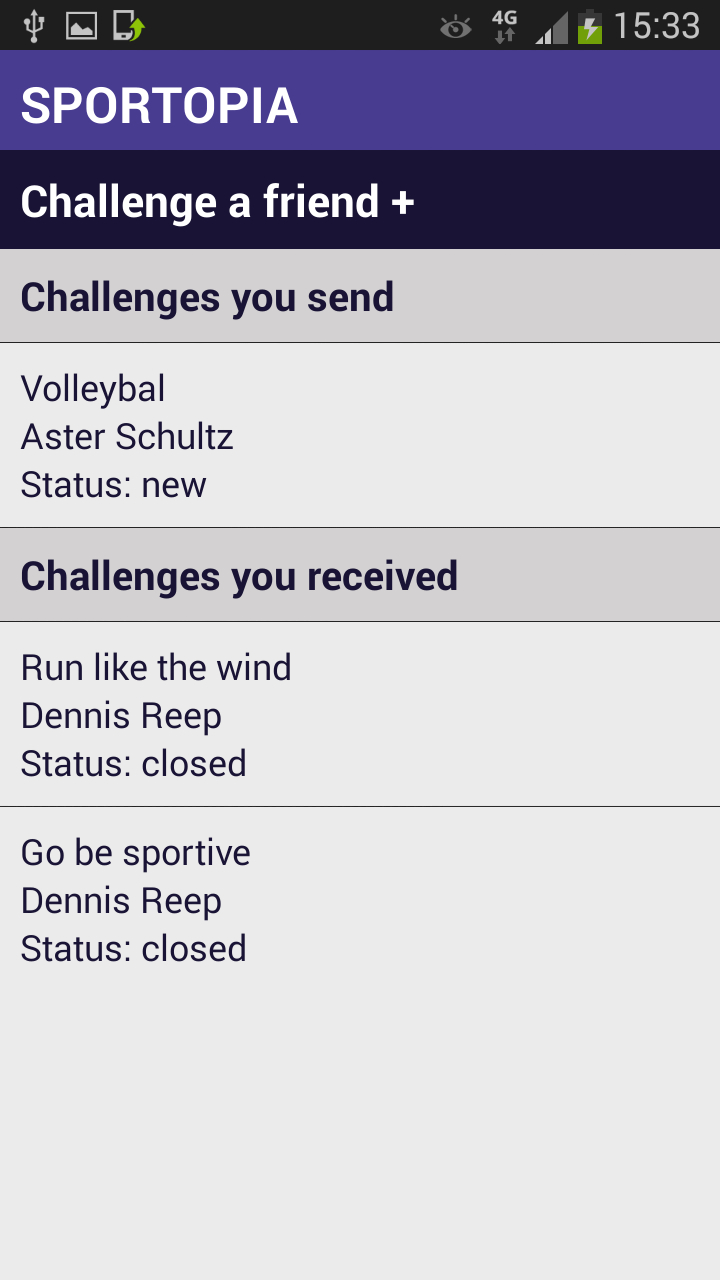 4G 15:33
SPORTOPIA
Challenge a friend +
Challenges you send
Volleybal
Aster Schultz
Status: new
Challenges you received
Run like the wind
Dennis Reep
Status: closed
Go be sportive
Dennis Reep
Status: closed